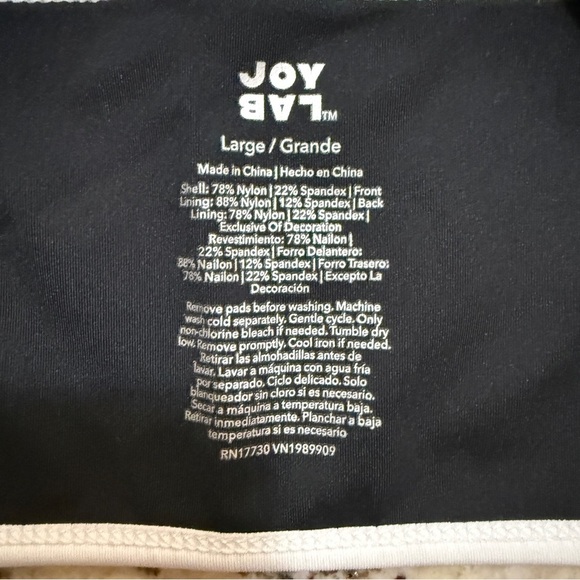 JOY
LAB™
Large / Grande
Made in China | Hecho en China
Shell: 78% Nylon | 22% Spandex | Front
Lining: 88% Nylon | 12% Spandex | Back
Lining: 78% Nylon | 22% Spandex |
Exclusive Of Decoration
Revestimiento: 78% Nailon |
22% Spandex | Forro Delantero:
88% Nailon | 12% Spandex | Forro Trasero:
78% Nailon | 22% Spandex | Excepto La
Decoración
Remove pads before washing. Machine
wash cold separately. Gentle cycle. Only
non-chlorine bleach if needed. Tumble dry
low. Remove promptly. Cool iron if needed.
Retirar las almohadillas antes de
lavar. Lavar a máquina con agua fría
por separado. Ciclo delicado. Solo
blanqueador sin cloro si es necesario.
Secar a máquina a temperatura baja.
Retirar inmediatamente. Planchar a baja
temperatura si es necesario
RN17730 VN1989909